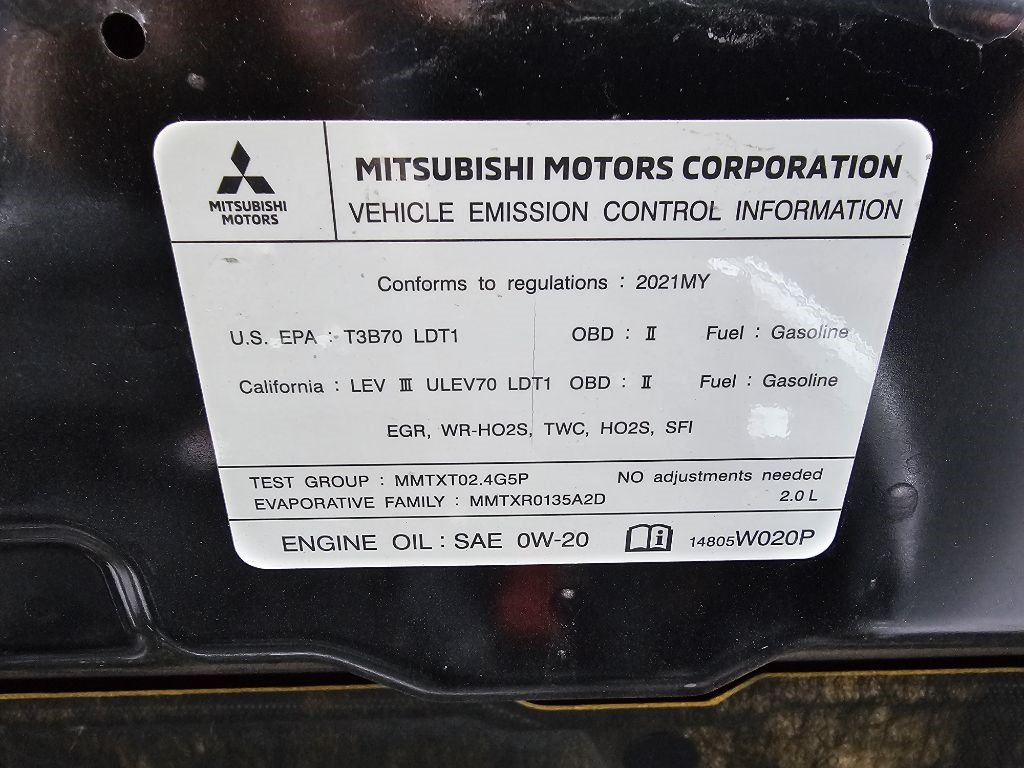 MITSUBISHI
MOTORS
MITSUBISHI MOTORS CORPORATION
VEHICLE EMISSION CONTROL INFORMATION
Conforms to regulations : 2021MY
U.S. EPA : T3B70 LDT1 OBD : Ⅱ Fuel : Gasoline
California : LEV Ⅲ ULEV70 LDT1 OBD : Ⅱ Fuel : Gasoline
EGR, WR-HO2S, TWC, HO2S, SFI
TEST GROUP : MMTXT02.4G5P NO adjustments needed
EVAPORATIVE FAMILY : MMTXR0135A2D 2.0 L
ENGINE OIL : SAE 0W-20 i 14805W020P